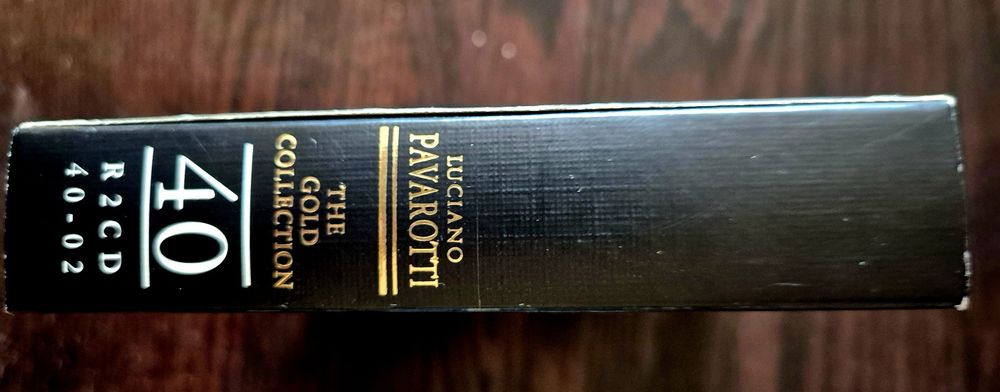 LUCIANO
PAVAROTTI
THE
GOLD
COLLECTION
40
R2CD
40-02